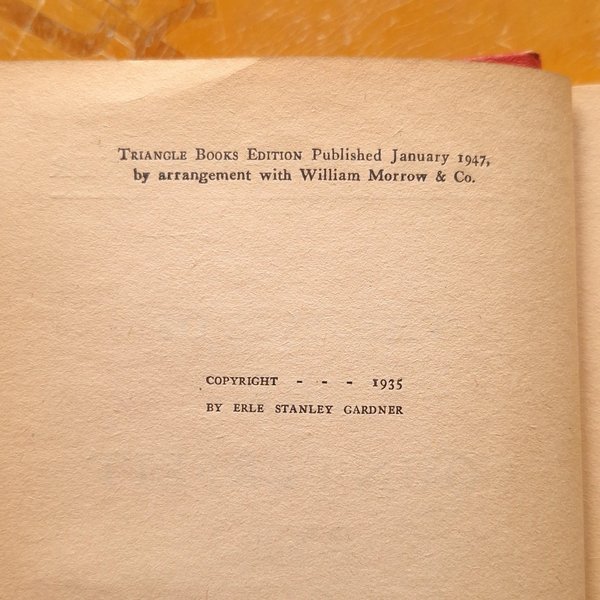 Triangle Books Edition Published January 1947,
by arrangement with William Morrow & Co.
COPYRIGHT - - - 1935
BY ERLE STANLEY GARDNER